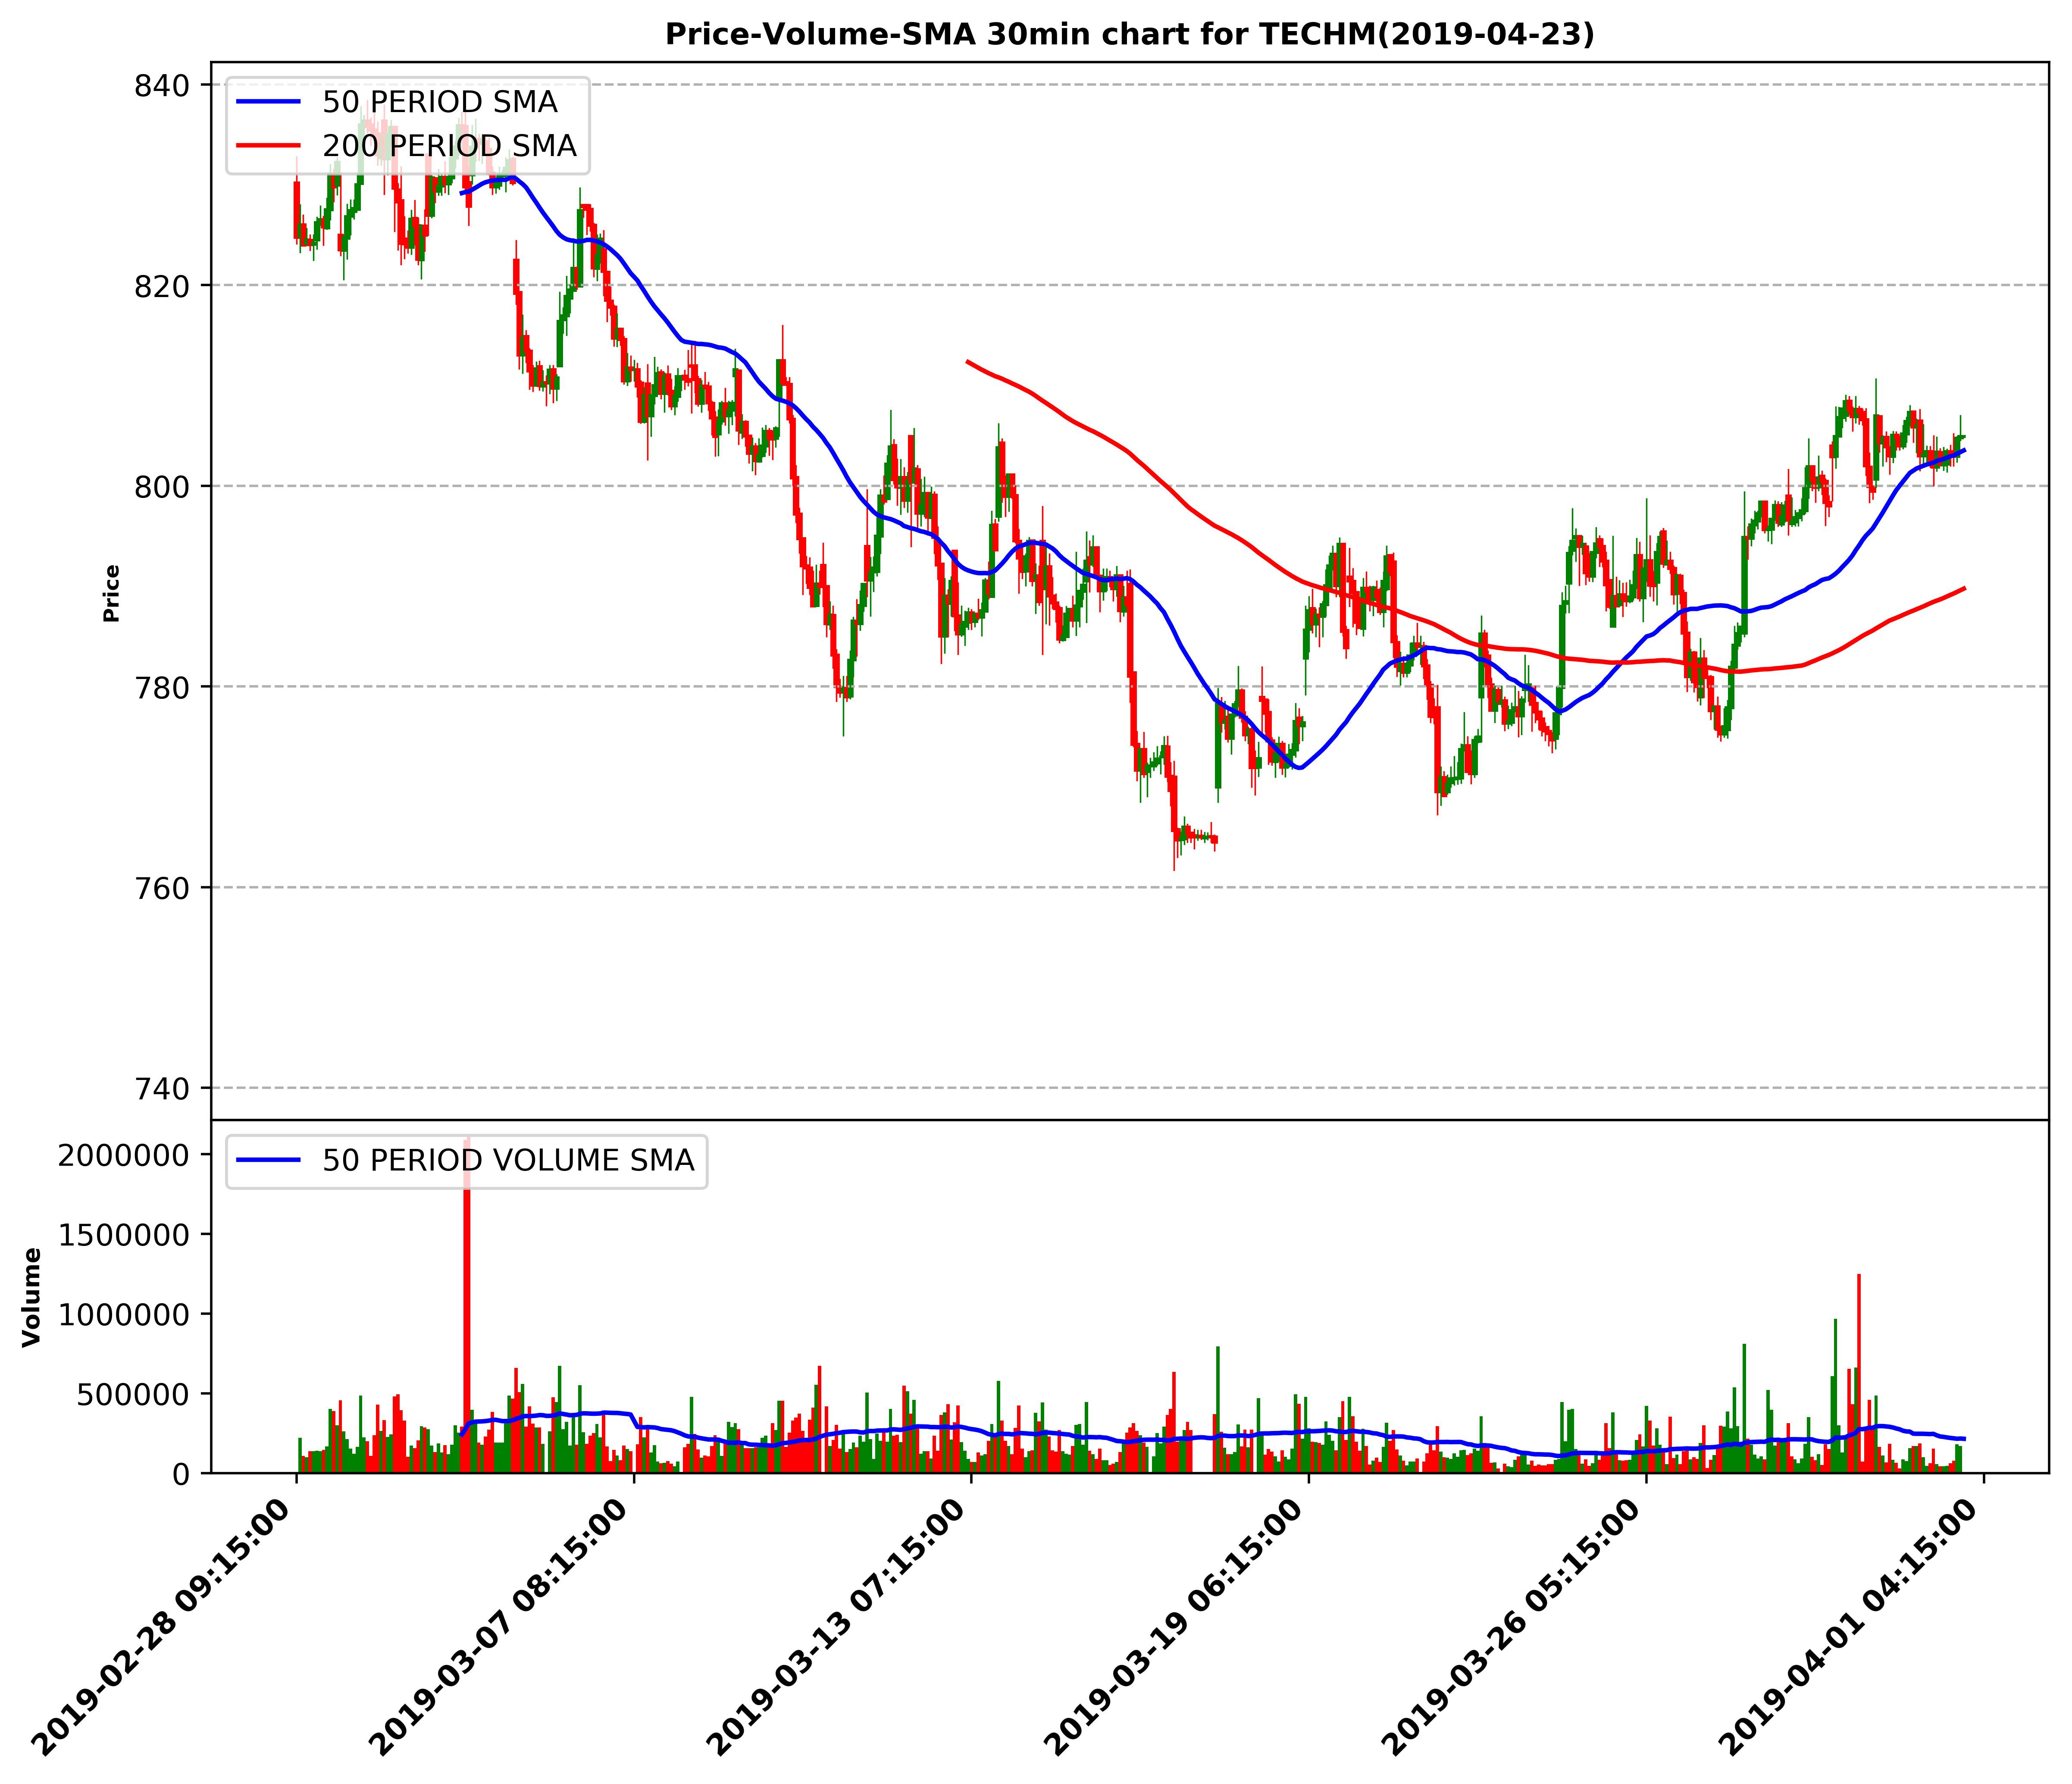 Price-Volume-SMA 30min chart for TECHM(2019-04-23)
840
820
800
780
760
740
Price
50 PERIOD SMA
200 PERIOD SMA
2000000
1500000
1000000
500000
0
Volume
50 PERIOD VOLUME SMA
2019-02-28 09:15:00
2019-03-07 08:15:00
2019-03-13 07:15:00
2019-03-19 06:15:00
2019-03-26 05:15:00
2019-04-01 04:15:00